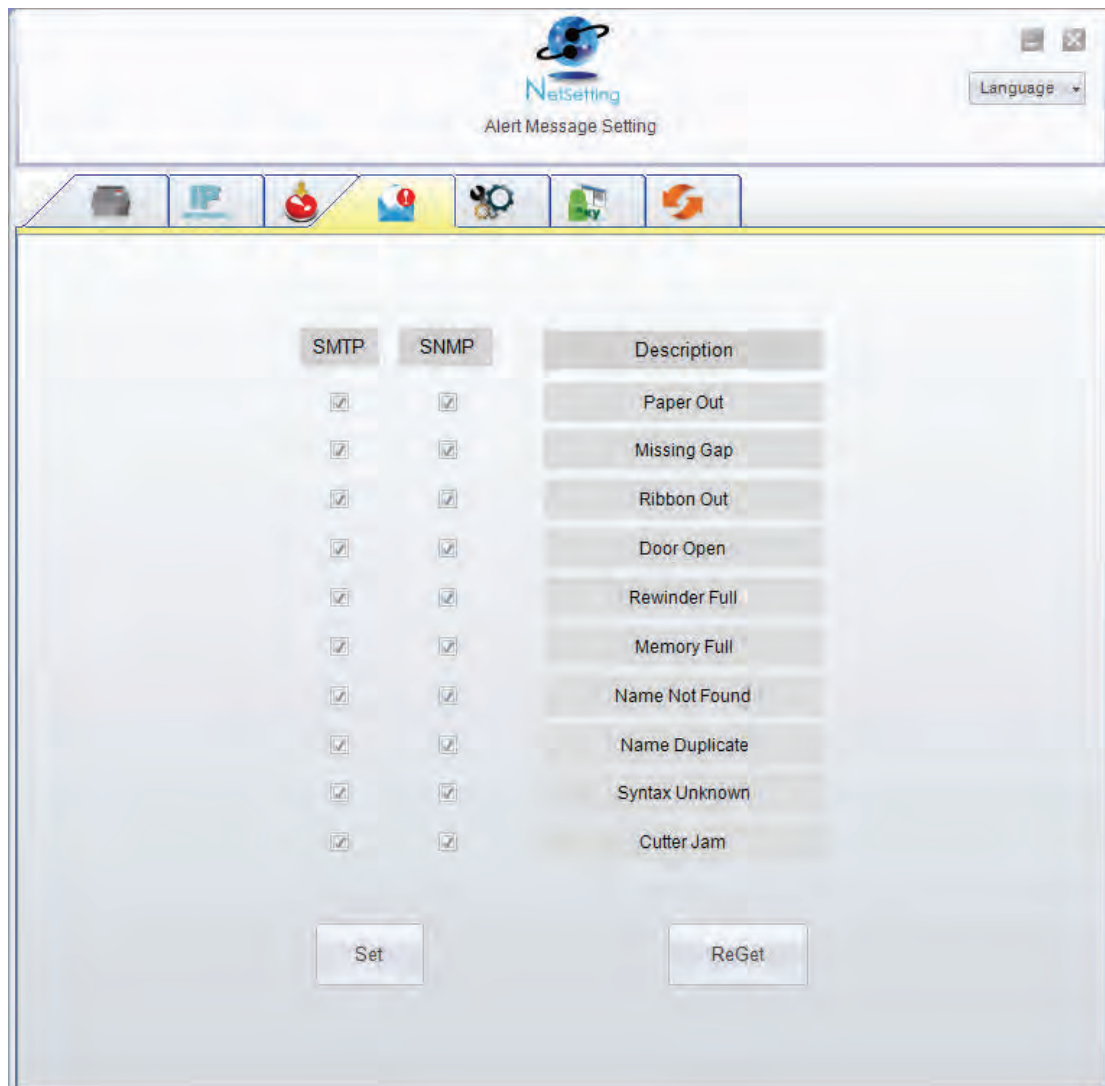 NetSetting
Language
Alert Message Setting
IP
SMTP SNMP Description
Paper Out
Missing Gap
Ribbon Out
Door Open
Rewinder Full
Memory Full
Name Not Found
Name Duplicate
Syntax Unknown
Cutter Jam
Set ReGet